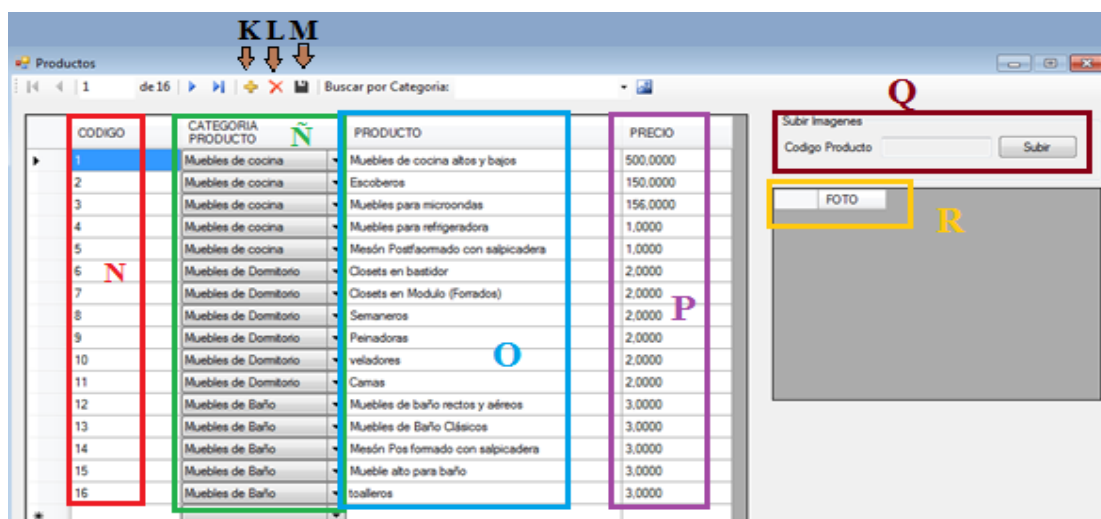 K L M
Productos
1 de 16 Buscar por Categoria:
Q
Subir Imagenes
Codigo Producto Subir
FOTO
R
CODIGO CATEGORIA PRODUCTO Ñ PRODUCTO PRECIO
1 Muebles de cocina Muebles de cocina altos y bajos 500,0000
2 Muebles de cocina Escoberos 150,0000
3 Muebles de cocina Muebles para microondas 156,0000
4 Muebles de cocina Muebles para refrigeradora 1,0000
5 Muebles de cocina Mesón Postfaormado con salpicadera 1,0000
6 N Muebles de Dormitorio Closets en bastidor 2,0000
7 Muebles de Dormitorio Closets en Modulo (Forrados) 2,0000
8 Muebles de Dormitorio Semaneros 2,0000 P
9 Muebles de Dormitorio Peinadoras 2,0000
10 Muebles de Dormitorio veladores O 2,0000
11 Muebles de Dormitorio Camas 2,0000
12 Muebles de Baño Muebles de baño rectos y aéreos 3,0000
13 Muebles de Baño Muebles de Baño Clásicos 3,0000
14 Muebles de Baño Mesón Pos formado con salpicadera 3,0000
15 Muebles de Baño Mueble alto para baño 3,0000
16 Muebles de Baño toalleros 3,0000